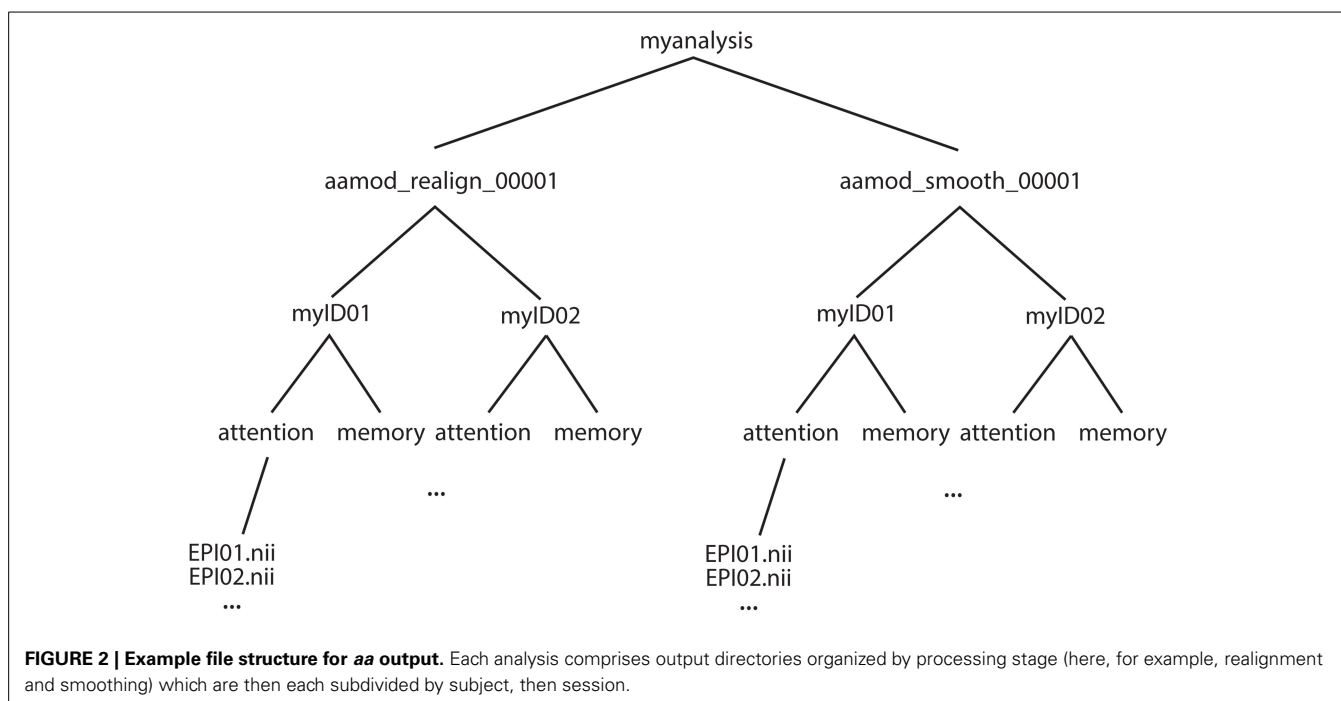 myanalysis
aamod_realign_00001 aamod_smooth_00001
myID01 myID02 myID01 myID02
attention memory attention memory attention memory attention memory
... ...
EPI01.nii EPI01.nii
EPI02.nii EPI02.nii
... ...
FIGURE 2 | Example file structure for aa output. Each analysis comprises output directories organized by processing stage (here, for example, realignment
and smoothing) which are then each subdivided by subject, then session.